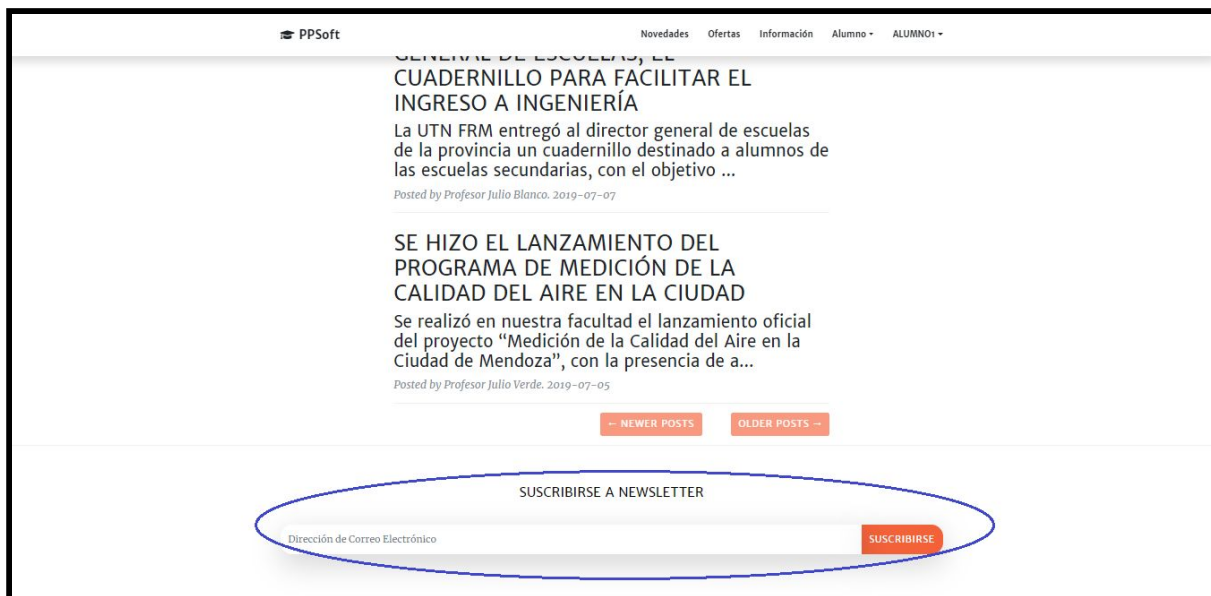 PPSoft
Novedades Ofertas Información Alumno ALUMNO1
GENERAL DE ESCUELAS, EL
CUADERNILLO PARA FACILITAR EL
INGRESO A INGENIERÍA
La UTN FRM entregó al director general de escuelas
de la provincia un cuadernillo destinado a alumnos de
las escuelas secundarias, con el objetivo ...
Posted by Profesor Julio Blanco. 2019-07-07
SE HIZO EL LANZAMIENTO DEL
PROGRAMA DE MEDICIÓN DE LA
CALIDAD DEL AIRE EN LA CIUDAD
Se realizó en nuestra facultad el lanzamiento oficial
del proyecto “Medición de la Calidad del Aire en la
Ciudad de Mendoza”, con la presencia de a...
Posted by Profesor Julio Verde. 2019-07-05
← NEWER POSTS
OLDER POSTS →
SUSCRIBIRSE A NEWSLETTER
Dirección de Correo Electrónico
SUSCRIBIRSE